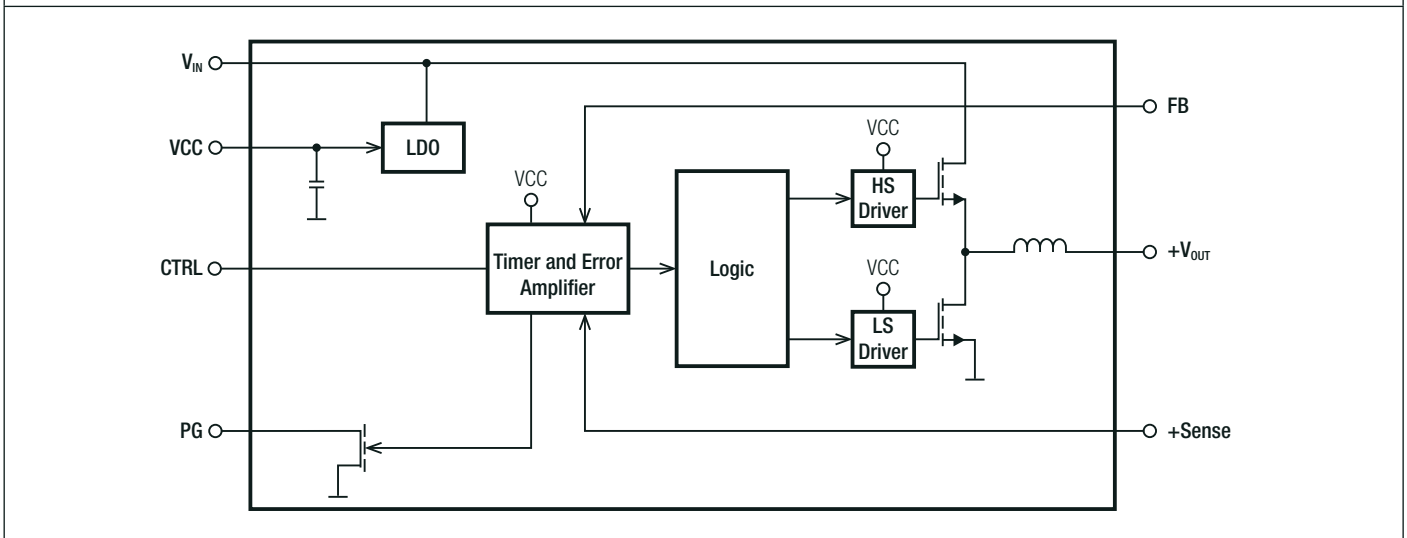 VIN
FB
VCC
LDO
VCC
HS
Driver
VCC
Timer and Error
Amplifier
Logic
+VOUT
CTRL
VCC
LS
Driver
PG
+Sense